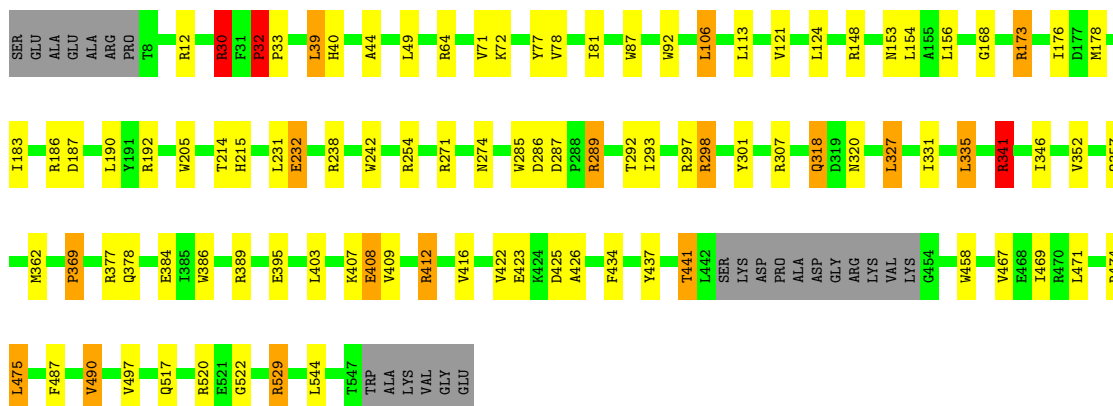 SER GLU ALA GLU ALA ARG PRO T8 R12 R30 F31 P32 P33 L39 H40 A44 L49 R64 V71 K72 Y77 V78 I81 W87 W92 L106 L113 V121 L124 R148 N153 L154 A155 L156 G168 R173 I176 D177 M178
I183 R186 D187 L190 Y191 R192 W205 T214 H215 L231 E232 R238 W242 R254 R271 N274 W285 D286 D287 P288 R289 T292 I293 R297 R298 Y301 R307 Q318 D319 N320 L327 I331 L335 R341 I346 V352
M362 P369 R377 Q378 E384 I385 W386 R389 E395 L403 K407 E408 V409 R412 V416 V422 E423 K424 D425 A426 F434 Y437 T441 L442 SER LYS ASP PRO ALA ASP GLY ARG LYS VAL LYS G454 W458 V467 E468 I469 R470 L471
L475 F487 V490 V497 Q517 R520 E521 G522 R529 L544 T547 TRP ALA LYS VAL GLY GLU